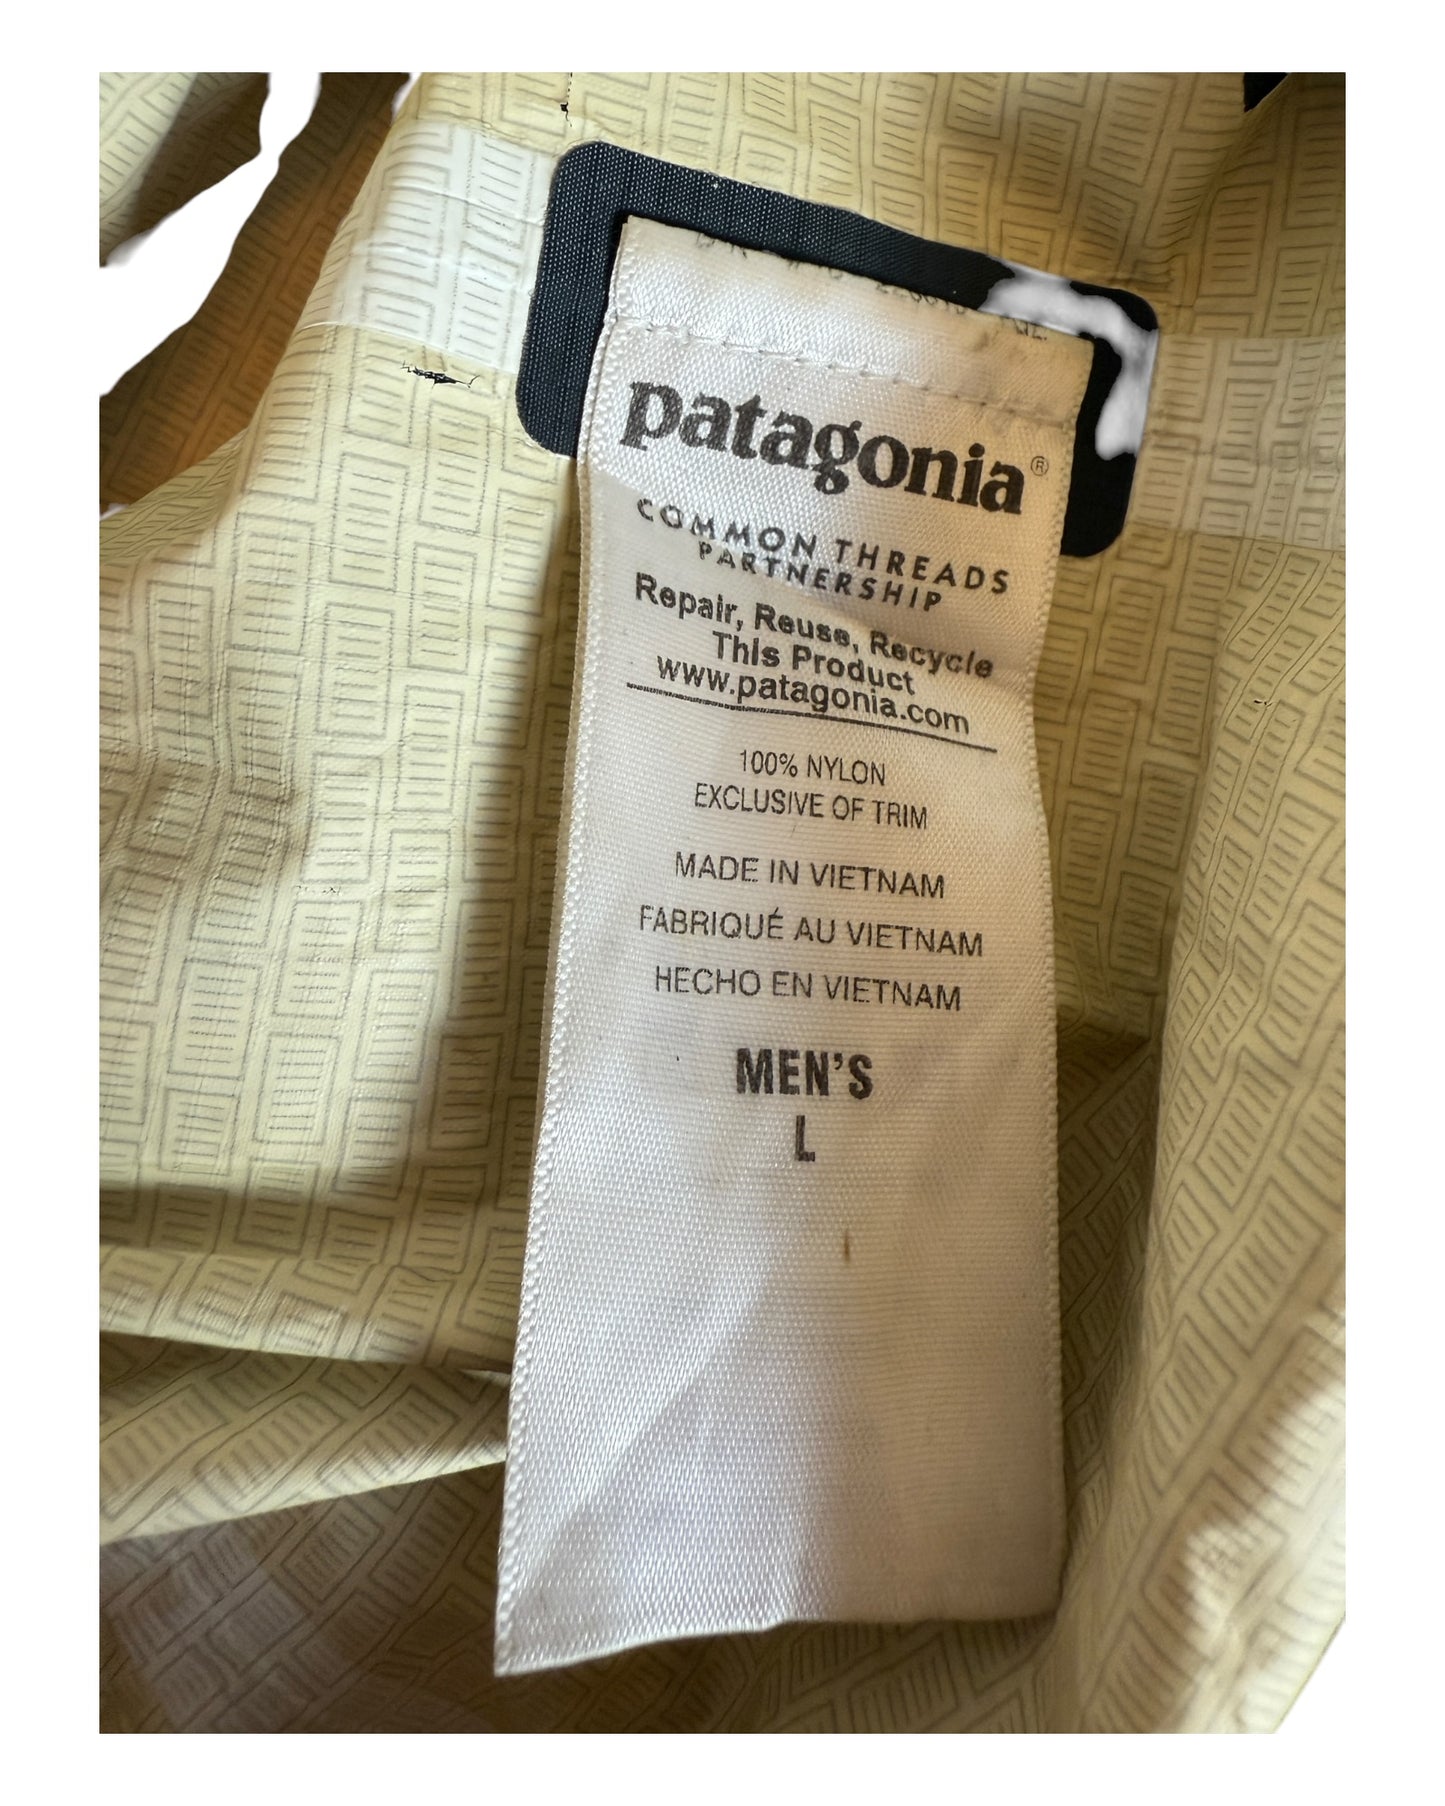 patagonia®
COMMON THREADS
PARTNERSHIP
Repair, Reuse, Recycle
This Product
www.patagonia.com
100% NYLON
EXCLUSIVE OF TRIM
MADE IN VIETNAM
FABRIQUÉ AU VIETNAM
HECHO EN VIETNAM
MEN'S
L